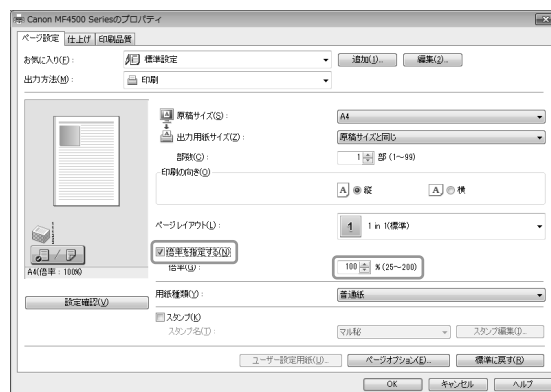 Canon MF4500 Seriesのプロパティ
ページ設定 仕上げ 印刷品質
お気に入り(F): 標準設定 追加(1)... 編集(2)...
出力方法(M): 印刷
原稿サイズ(S): A4
出力用紙サイズ(Z): 原稿サイズと同じ
部数(C): 1 部 (1～99)
印刷の向き(O)
A 縦 A 横
ページレイアウト(L): 1 1 in 1(標準)
倍率を指定する(N)
倍率(G): 100 % (25～200)
A4(倍率：100%)
設定確認(V)
用紙種類(Y): 普通紙
スタンプ(K)
スタンプ名(T): マル秘 スタンプ編集(I)...
ユーザー設定用紙(U)... ページオプション(E)... 標準に戻す(R)
OK キャンセル ヘルプ